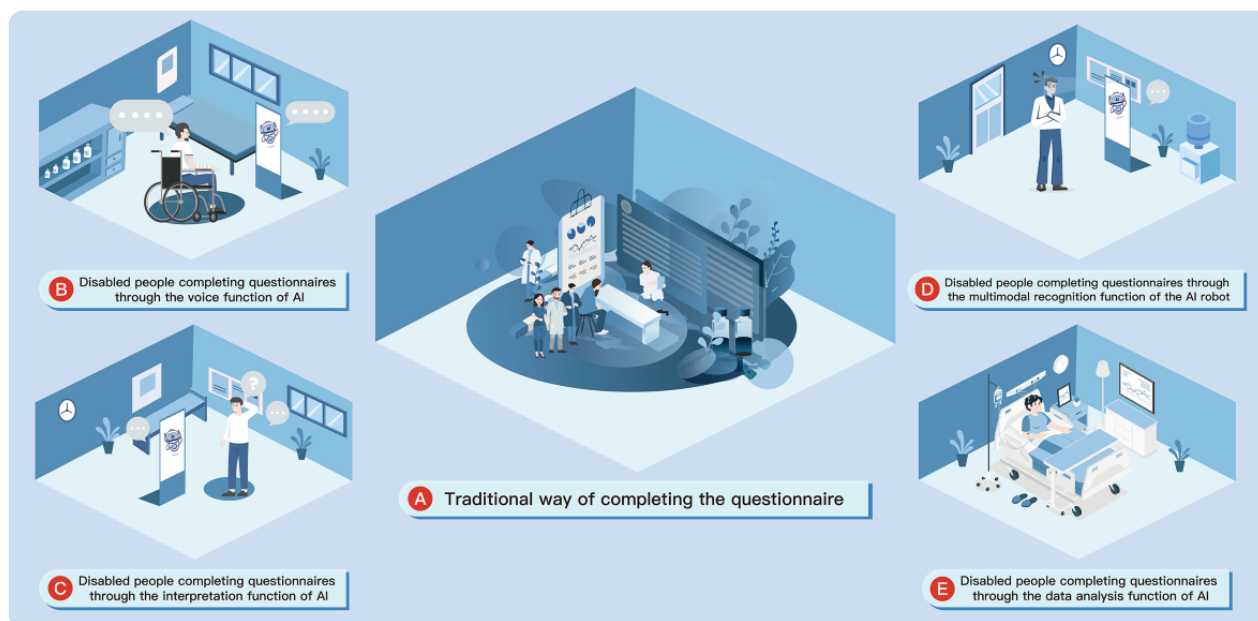 B
Disabled people completing questionnaires
through the voice function of AI
C
Disabled people completing questionnaires
through the interpretation function of AI
?
A
Traditional way of completing the questionnaire
D
Disabled people completing questionnaires through
the multimodal recognition function of the AI robot
E
Disabled people completing questionnaires
through the data analysis function of AI